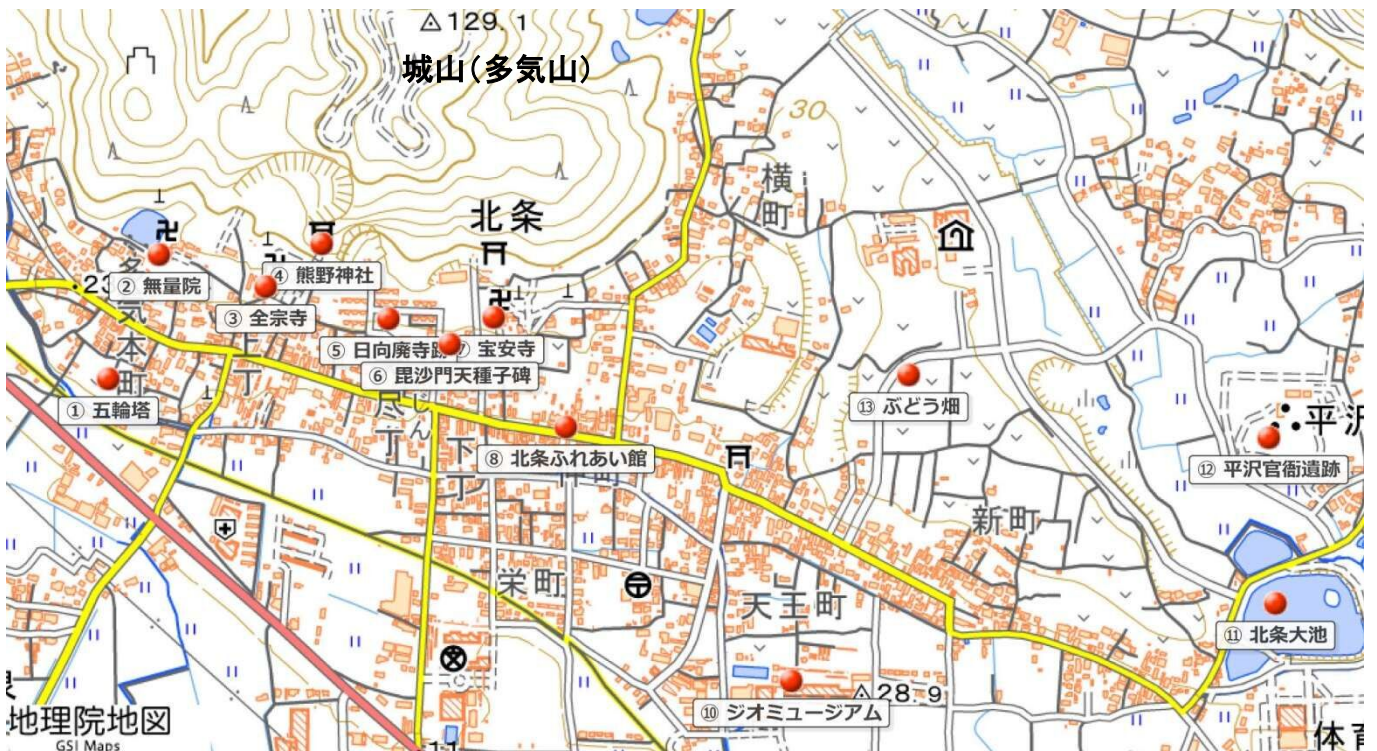 129.1
城山(多気山)
30
横町
北条
② 無量院
④ 熊野神社
③ 全宗寺
⑤ 日向廃寺跡
⑦ 宝安寺
⑥ 毘沙門天種子碑
① 五輪塔
⑬ ぶどう畑
⑧ 北条ふれあい館
平沢
⑫ 平沢官衙遺跡
新町
栄町
天王町
⑪ 北条大池
28.9
⑩ ジオミュージアム
地理院地図
GSI Maps
11
体育